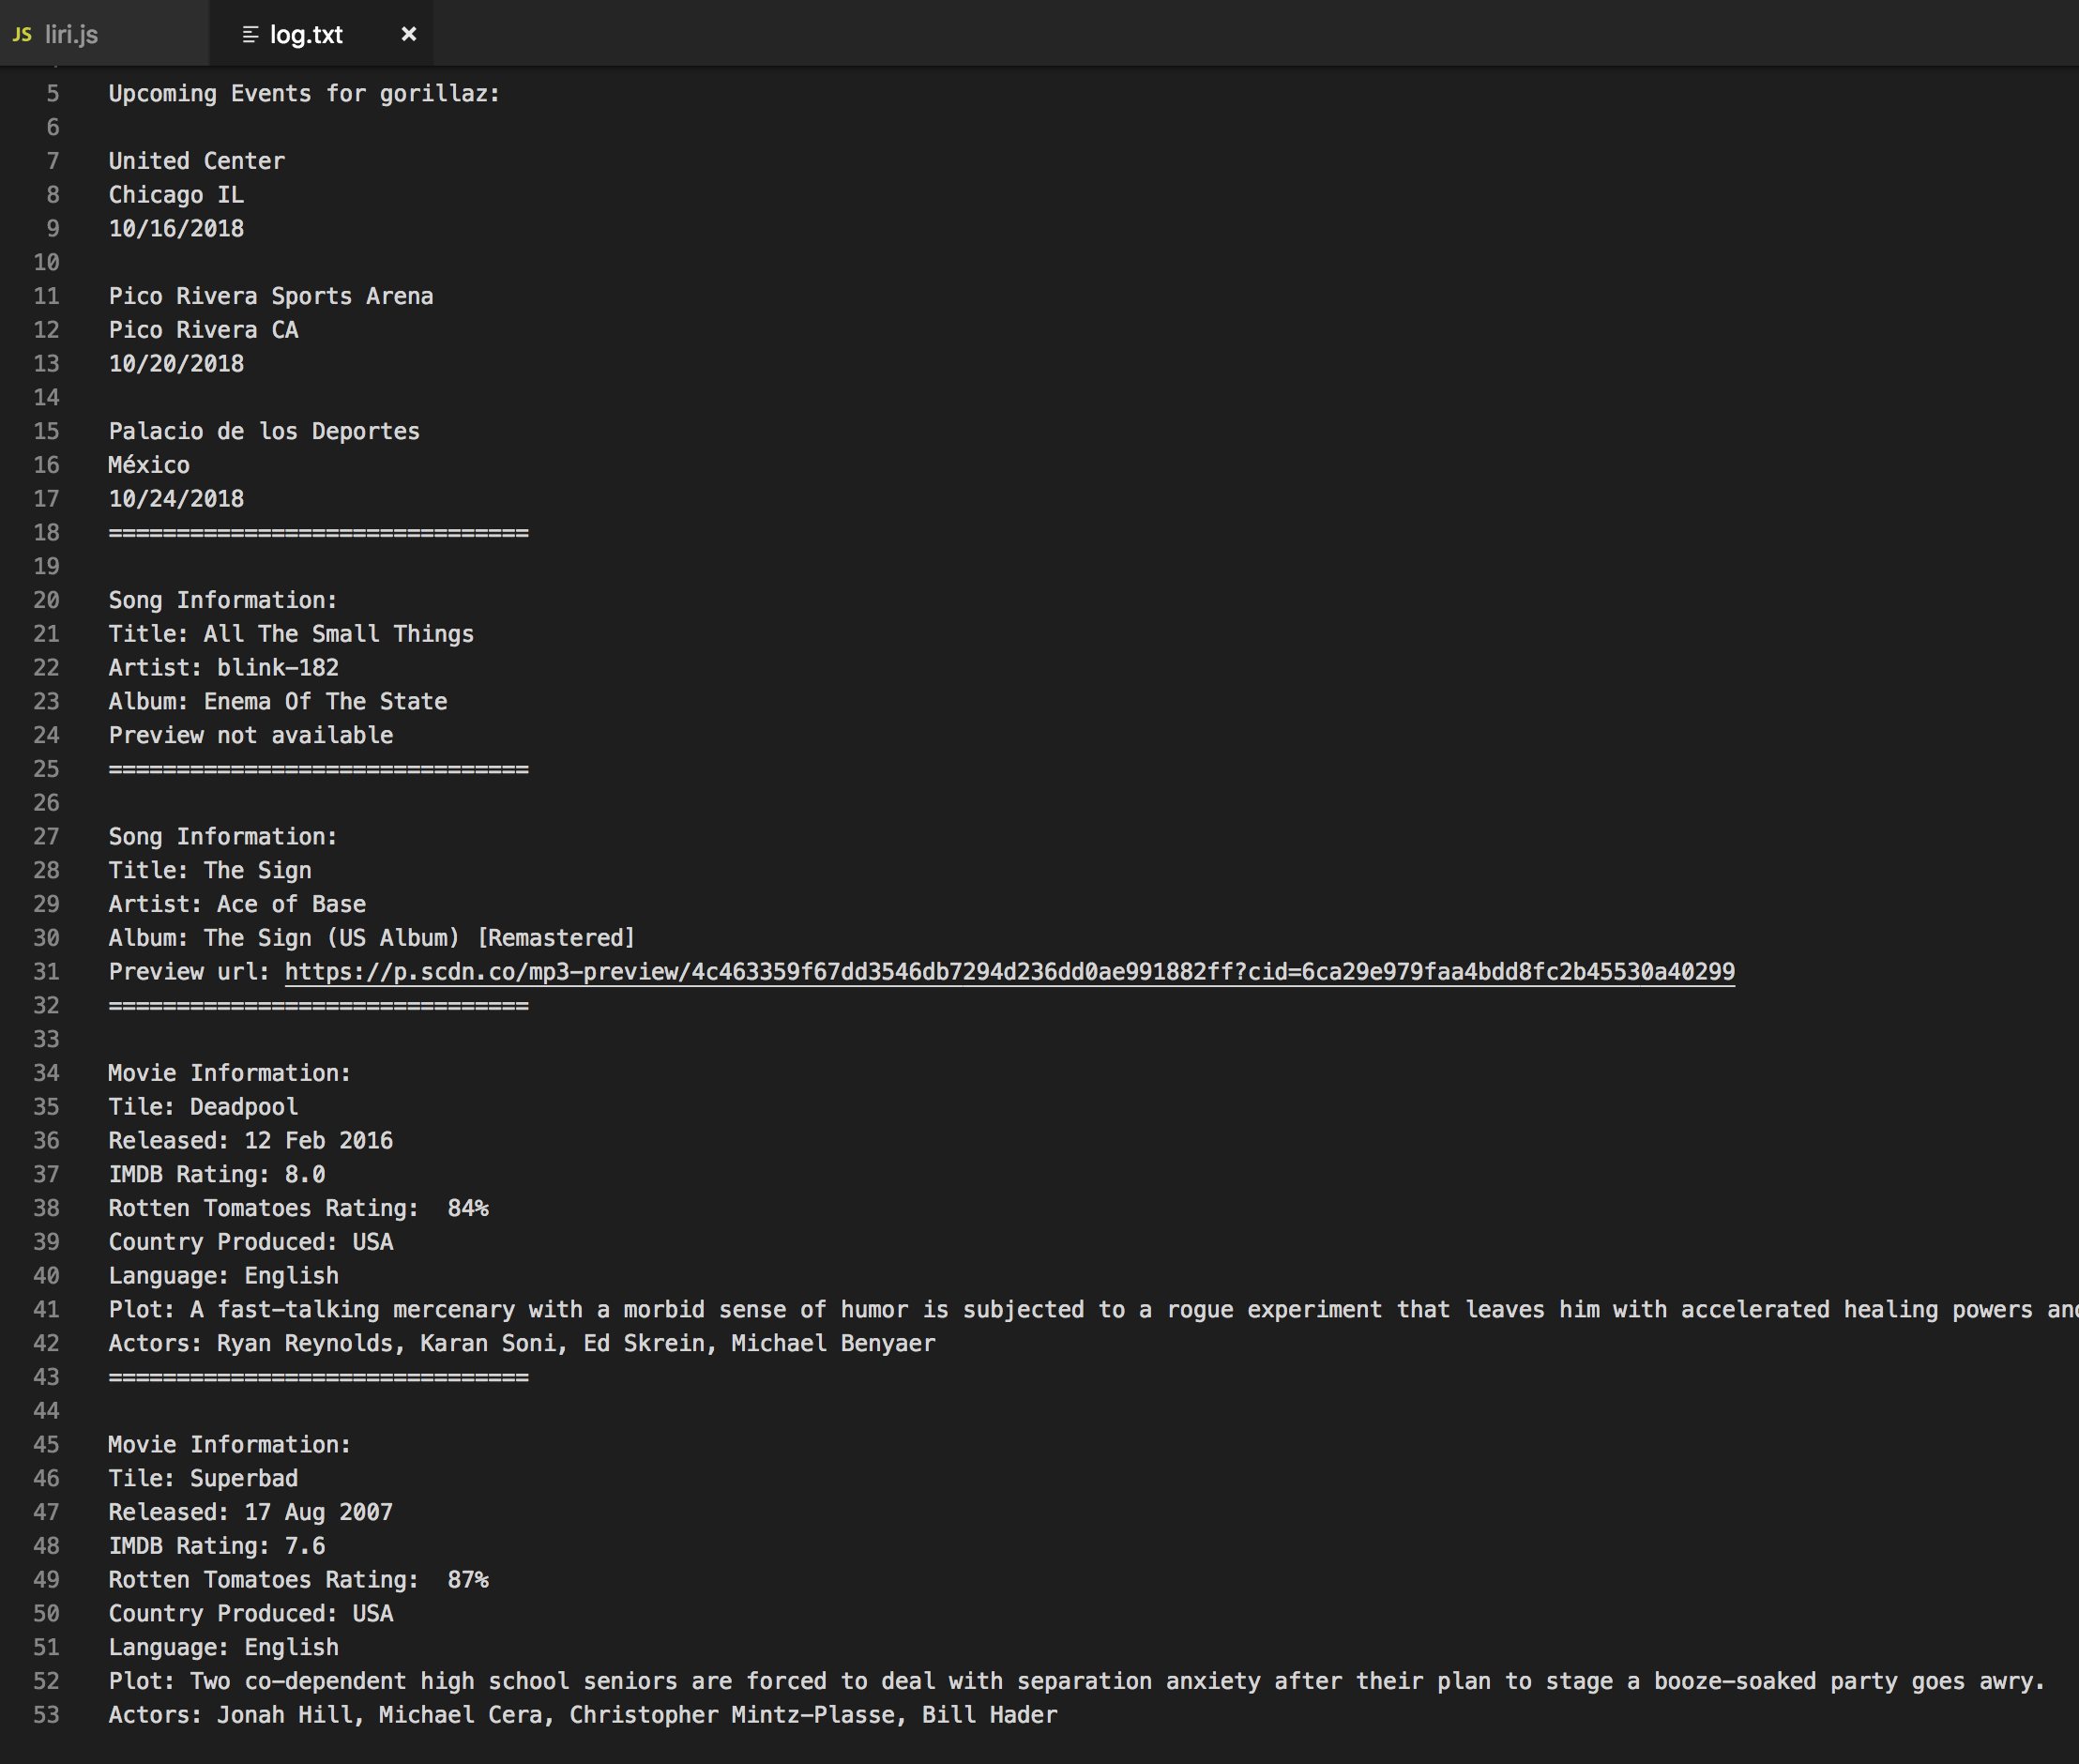 JS liri.js
log.txt ×
5 Upcoming Events for gorillaz:
6
7 United Center
8 Chicago IL
9 10/16/2018
10
11 Pico Rivera Sports Arena
12 Pico Rivera CA
13 10/20/2018
14
15 Palacio de los Deportes
16 México
17 10/24/2018
18 ===============================
19
20 Song Information:
21 Title: All The Small Things
22 Artist: blink-182
23 Album: Enema Of The State
24 Preview not available
25 ===============================
26
27 Song Information:
28 Title: The Sign
29 Artist: Ace of Base
30 Album: The Sign (US Album) [Remastered]
31 Preview url: https://p.scdn.co/mp3-preview/4c463359f67dd3546db7294d236dd0ae991882ff?cid=6ca29e979faa4bdd8fc2b45530a40299
32 ===============================
33
34 Movie Information:
35 Tile: Deadpool
36 Released: 12 Feb 2016
37 IMDB Rating: 8.0
38 Rotten Tomatoes Rating:  84%
39 Country Produced: USA
40 Language: English
41 Plot: A fast-talking mercenary with a morbid sense of humor is subjected to a rogue experiment that leaves him with accelerated healing powers and
42 Actors: Ryan Reynolds, Karan Soni, Ed Skrein, Michael Benyaer
43 ===============================
44
45 Movie Information:
46 Tile: Superbad
47 Released: 17 Aug 2007
48 IMDB Rating: 7.6
49 Rotten Tomatoes Rating:  87%
50 Country Produced: USA
51 Language: English
52 Plot: Two co-dependent high school seniors are forced to deal with separation anxiety after their plan to stage a booze-soaked party goes awry.
53 Actors: Jonah Hill, Michael Cera, Christopher Mintz-Plasse, Bill Hader